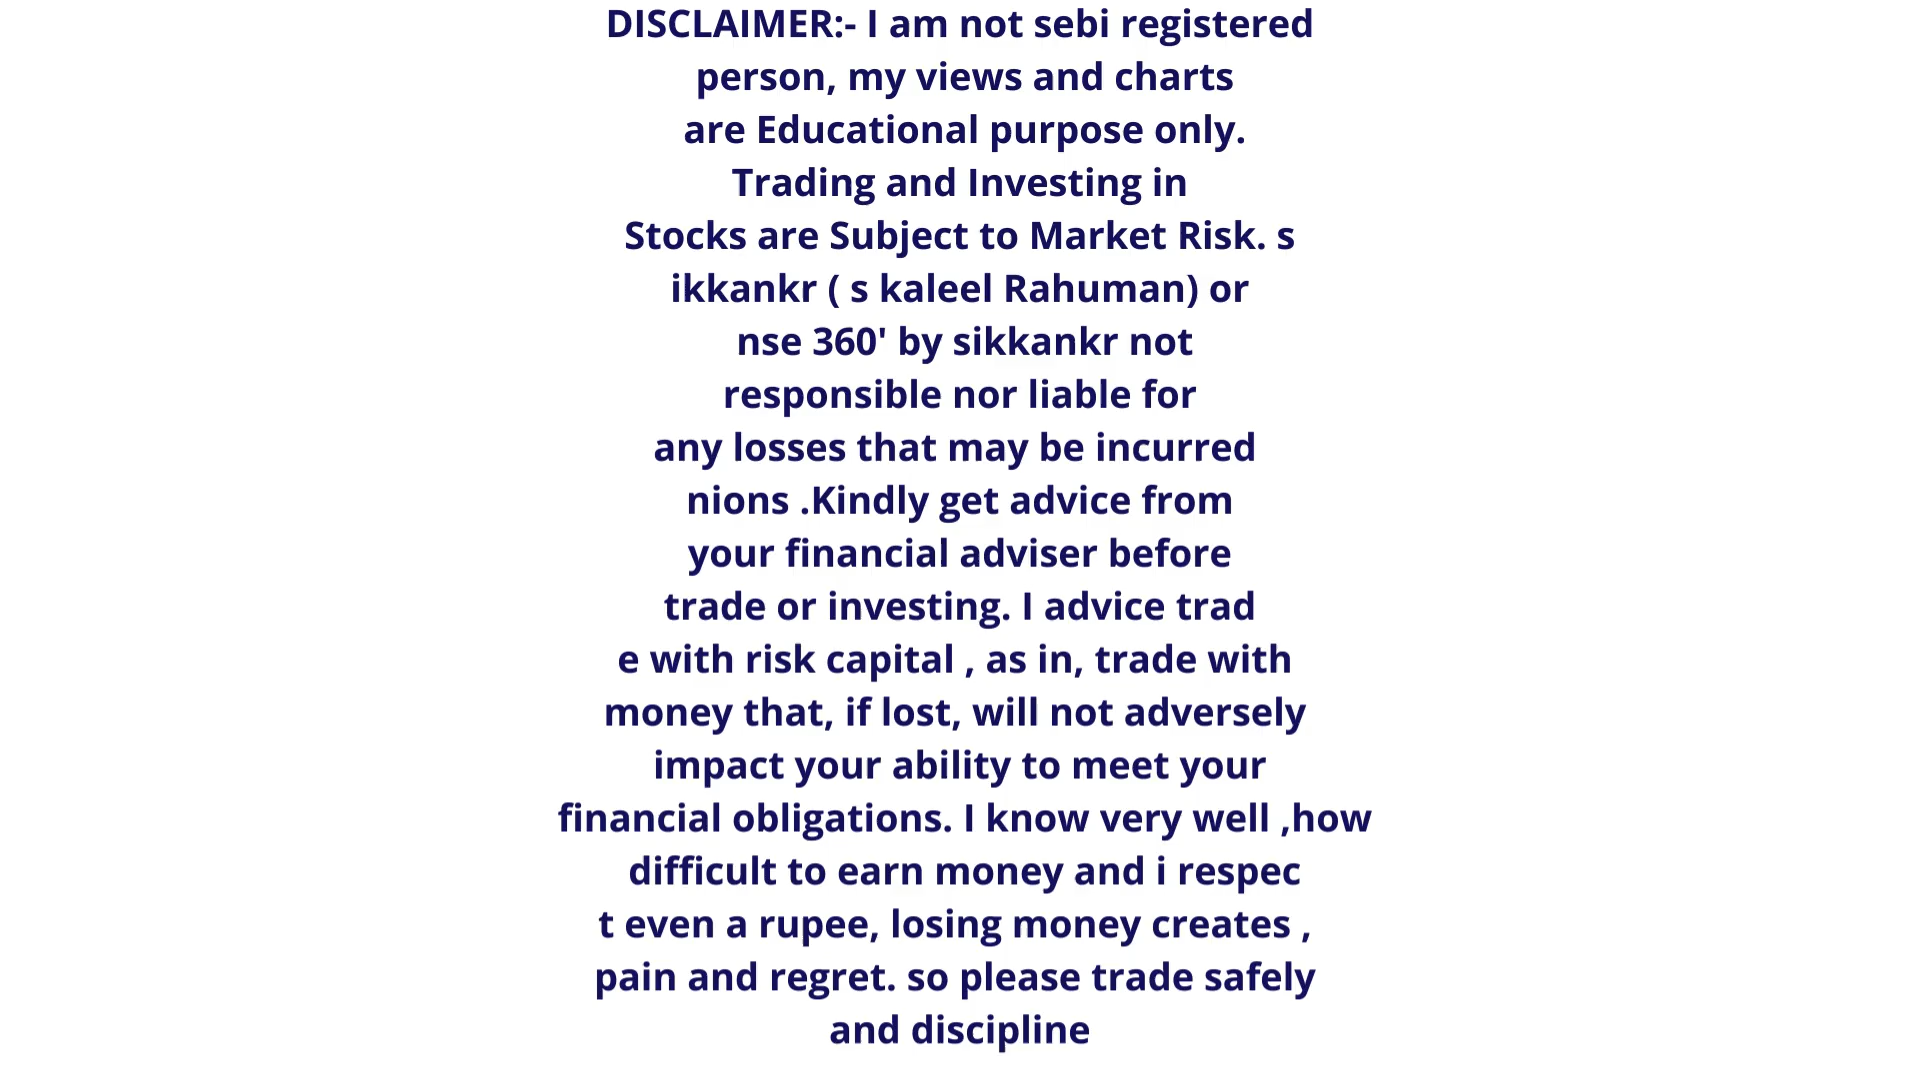 DISCLAIMER:- I am not sebi registered
person, my views and charts
are Educational purpose only.
Trading and Investing in
Stocks are Subject to Market Risk. s
ikkankr ( s kaleel Rahuman) or
nse 360' by sikkankr not
responsible nor liable for
any losses that may be incurred
nions .Kindly get advice from
your financial adviser before
trade or investing. I advice trad
e with risk capital , as in, trade with
money that, if lost, will not adversely
impact your ability to meet your
financial obligations. I know very well ,how
difficult to earn money and i respec
t even a rupee, losing money creates ,
pain and regret. so please trade safely
and discipline